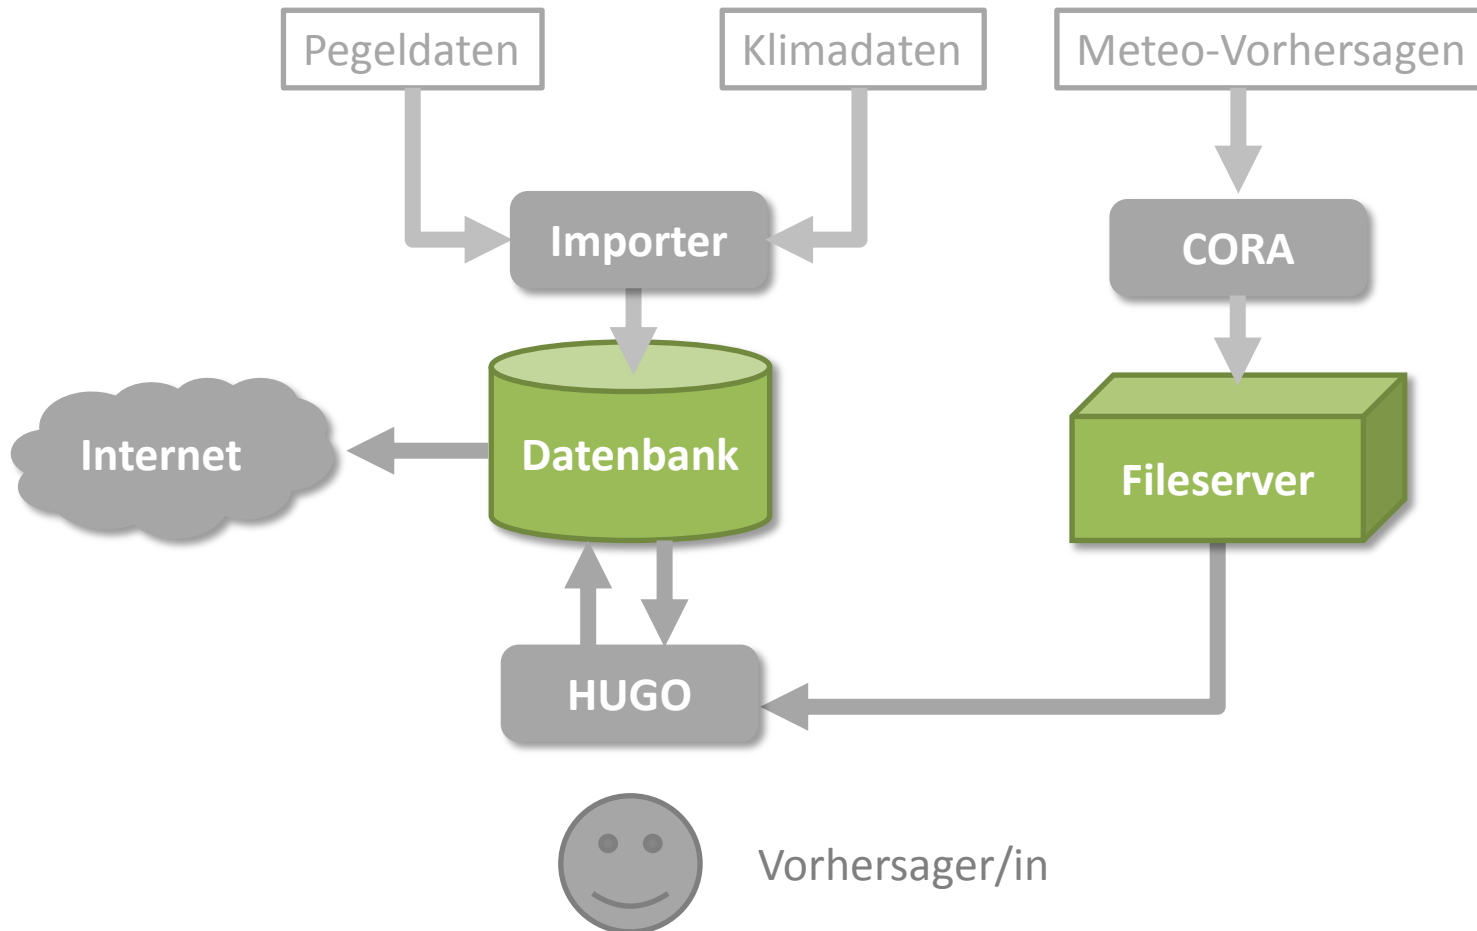 Pegeldaten
Klimadaten
Meteo-Vorhersagen
Importer
CORA
Internet
Datenbank
Fileserver
HUGO
Vorhersager/in